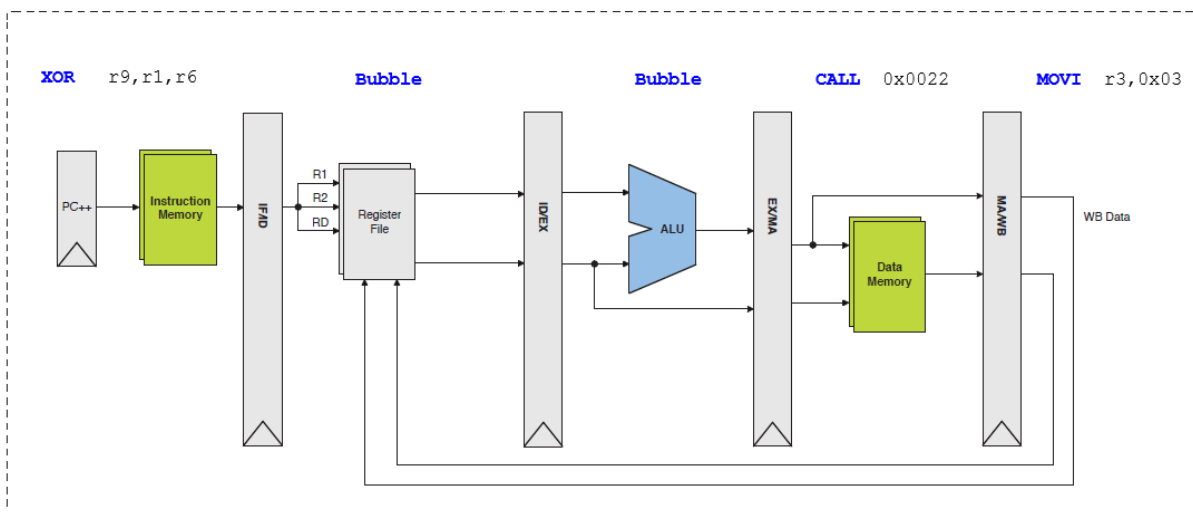 XOR r9,r1,r6
Bubble
Bubble
CALL 0x0022
MOVI r3,0x03
PC++
Instruction
Memory
IF/ID
R1
R2
RD
Register
File
ID/EX
ALU
EX/MA
Data
Memory
MA/WB
WB Data